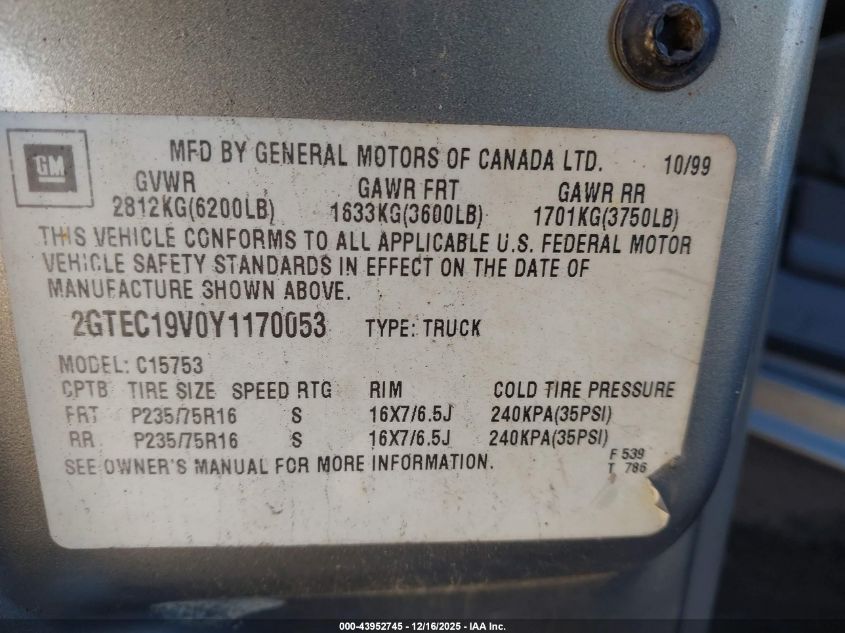 GM
MFD BY GENERAL MOTORS OF CANADA LTD. 10/99
GVWR GAWR FRT GAWR RR
2812KG(6200LB) 1633KG(3600LB) 1701KG(3750LB)
THIS VEHICLE CONFORMS TO ALL APPLICABLE U.S. FEDERAL MOTOR
VEHICLE SAFETY STANDARDS IN EFFECT ON THE DATE OF
MANUFACTURE SHOWN ABOVE.
2GTEC19V0Y1170053 TYPE: TRUCK
MODEL: C15753
CPTB TIRE SIZE SPEED RTG RIM COLD TIRE PRESSURE
FRT P235/75R16 S 16X7/6.5J 240KPA(35PSI)
RR P235/75R16 S 16X7/6.5J 240KPA(35PSI)
SEE OWNER'S MANUAL FOR MORE INFORMATION.
F 539
T 786
000-43952745 - 12/16/2025 - IAA Inc.